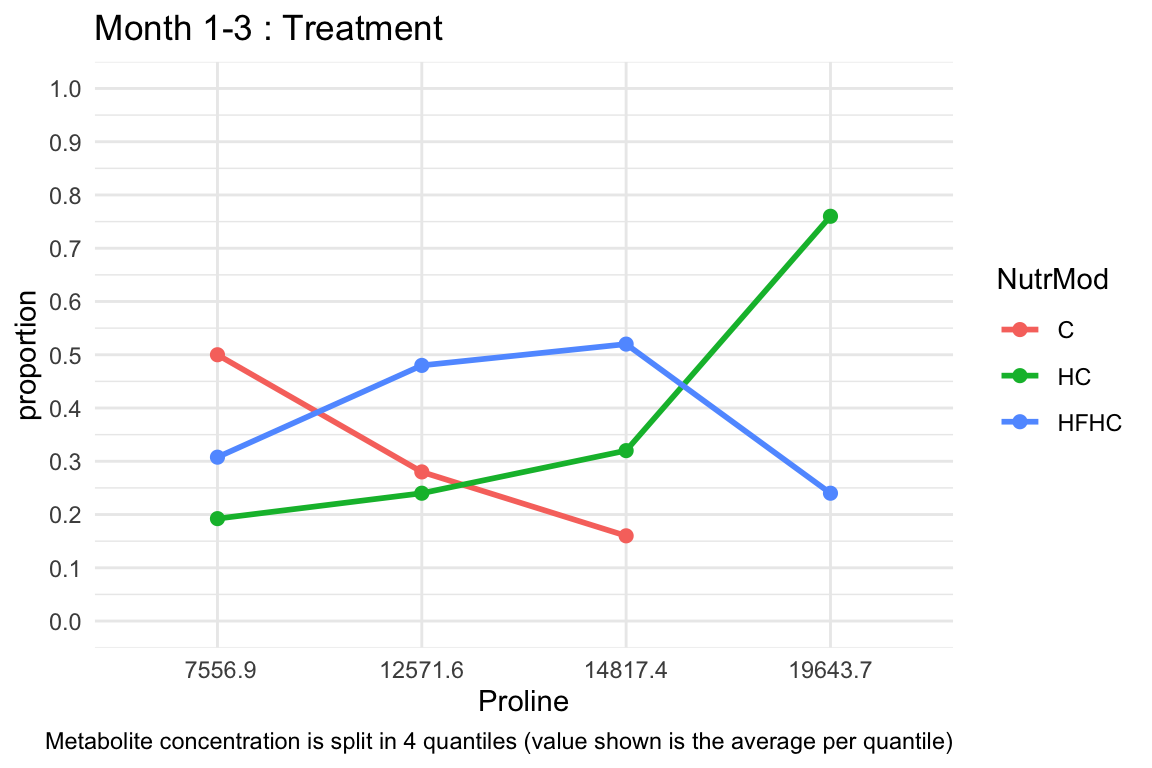 Month 1-3 : Treatment
1.0
0.9
0.8
0.7
0.6
0.5
0.4
0.3
0.2
0.1
0.0
proportion
7556.9 12571.6 14817.4 19643.7
Proline
Metabolite concentration is split in 4 quantiles (value shown is the average per quantile)
NutrMod
C
HC
HFHC